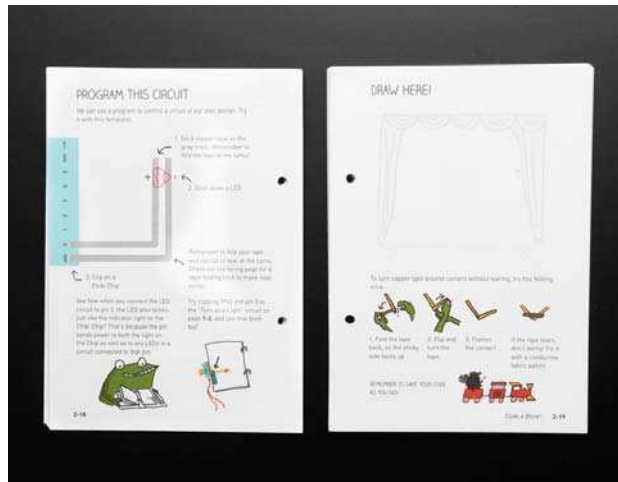 PROGRAM THIS CIRCUIT
We can use a program to control a circuit of our own design. Try
it with this template!
1. Stick copper tape on the
gray lines. Remember to
fold the tape at the turns!
+
-
2. Stick down a LED
0 1 2 3 4 5
3. Clip on a
Chibi Chip
Remember to fold your tape
and not cut or tear at the turns.
Check out the facing page for a
tape folding trick to make neat
turns!
See how when you connect the LED
circuit to pin 0, the LED also blinks,
just like the indicator light on the
Chibi Chip? That is because the pin
sends power to both the light on
the Chip as well as to any LEDs in a
circuit connected to that pin.
Try clipping GND and pin 0 to
the "Turn on a Light" circuit on
page
and see that blink
too!
2-18
DRAW HERE!
To turn copper tape around corners without tearing, try this folding
trick:
1. Fold the tape
back, so the sticky
side faces up.
2. Flip and
turn the
tape.
3. Flatten
the corner!
If the tape tears,
don't worry! Fix it
with a conductive
fabric patch!
REMEMBER TO SAVE YOUR CODE
AS YOU GO!
2-19